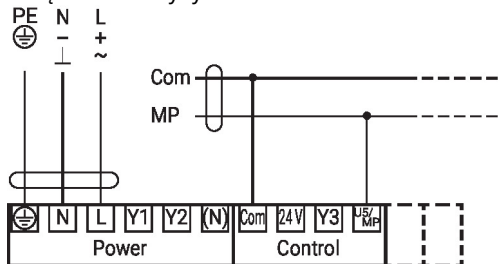 PE N L
- +
⊥ ~
Com
MP
N L Y1 Y2 (N) Com 24V Y3 U5/MP
Power Control